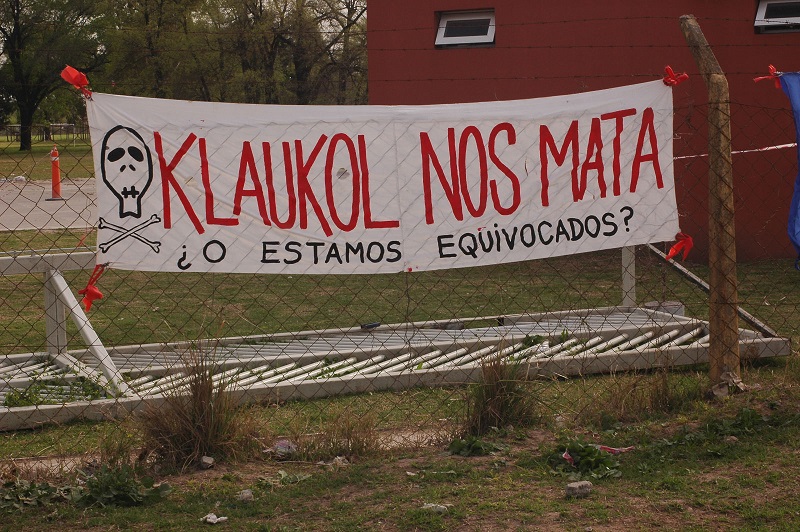 KLAUKOL NOS MATA
¿O ESTAMOS EQUIVOCADOS?